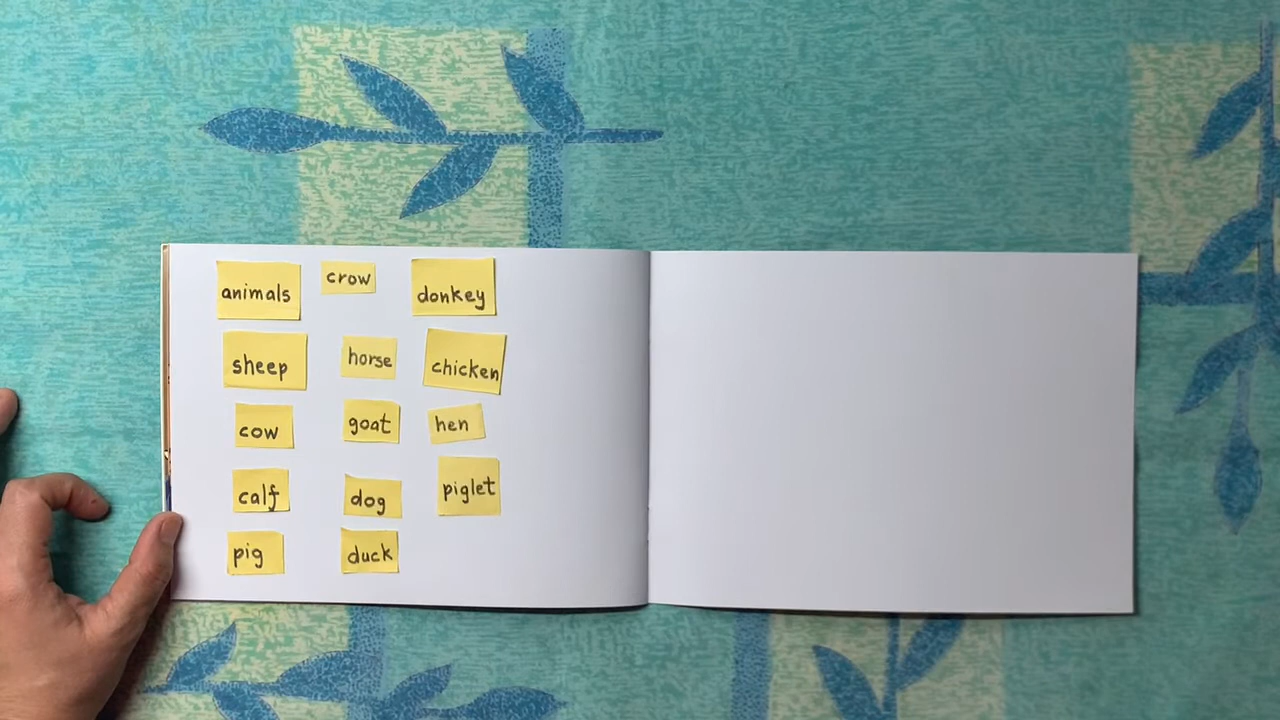 animals crow donkey
sheep horse chicken
cow goat hen
calf dog piglet
pig duck